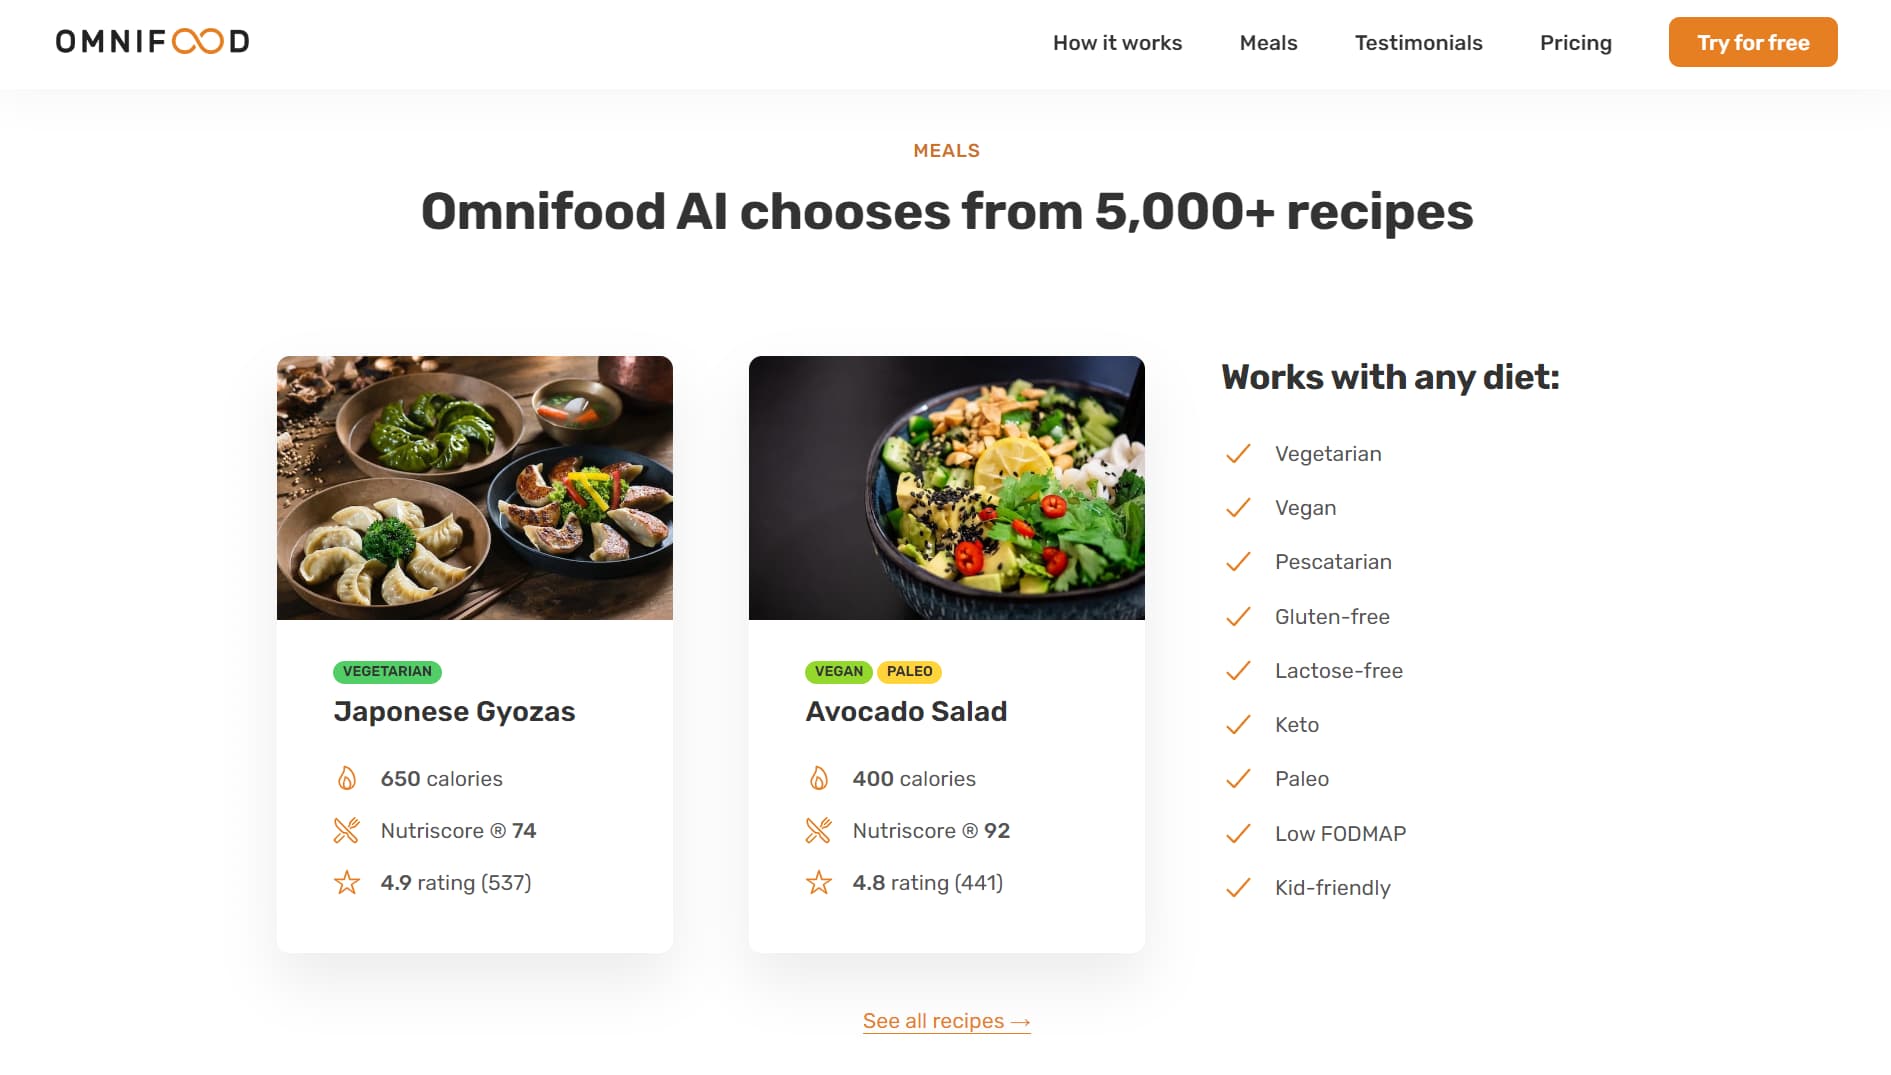 OMNIFOOD
How it works
Meals
Testimonials
Pricing
Try for free
MEALS
Omnifood AI chooses from 5,000+ recipes
VEGETARIAN
Japonese Gyozas
650 calories
Nutriscore ® 74
4.9 rating (537)
VEGAN
PALEO
Avocado Salad
400 calories
Nutriscore ® 92
4.8 rating (441)
Works with any diet:
Vegetarian
Vegan
Pescatarian
Gluten-free
Lactose-free
Keto
Paleo
Low FODMAP
Kid-friendly
See all recipes →